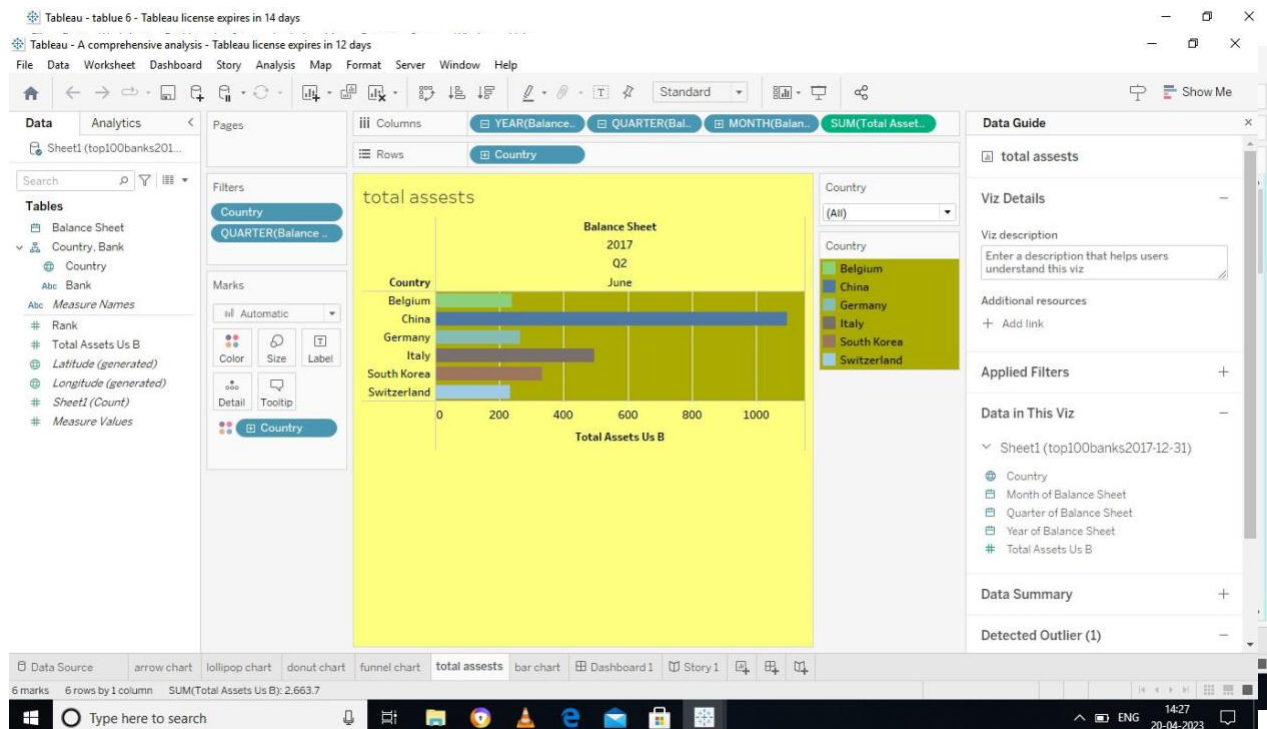 Tableau - tablue 6 - Tableau license expires in 14 days
Tableau - A comprehensive analysis - Tableau license expires in 12 days
File Data Worksheet Dashboard Story Analysis Map Format Server Window Help
Standard
Show Me
Data Analytics
Sheet1 (top100banks201...
Search
Tables
Balance Sheet
Country, Bank
Country
Abc Bank
Abc Measure Names
# Rank
# Total Assets Us B
Latitude (generated)
Longitude (generated)
# Sheet1 (Count)
# Measure Values
Pages
Filters
Country
QUARTER(Balance ..
Marks
Automatic
Color Size Label
Detail Tooltip
Country
iii Columns YEAR(Balance.. QUARTER(Bal.. MONTH(Balan.. SUM(Total Asset..
Rows Country
total assests
Balance Sheet
2017
Q2
Country June
Belgium
China
Germany
Italy
South Korea
Switzerland
0 200 400 600 800 1000
Total Assets Us B
Country
(All)
Country
Belgium
China
Germany
Italy
South Korea
Switzerland
Data Guide
total assests
Viz Details
Viz description
Enter a description that helps users
understand this viz
Additional resources
+ Add link
Applied Filters
Data in This Viz
Sheet1 (top100banks2017-12-31)
Country
Month of Balance Sheet
Quarter of Balance Sheet
Year of Balance Sheet
# Total Assets Us B
Data Summary
Detected Outlier (1)
Data Source arrow chart lollipop chart donut chart funnel chart total assests bar chart Dashboard 1 Story 1
6 marks 6 rows by 1 column SUM(Total Assets Us B): 2,663.7
Type here to search
ENG
14:27
20-04-2023